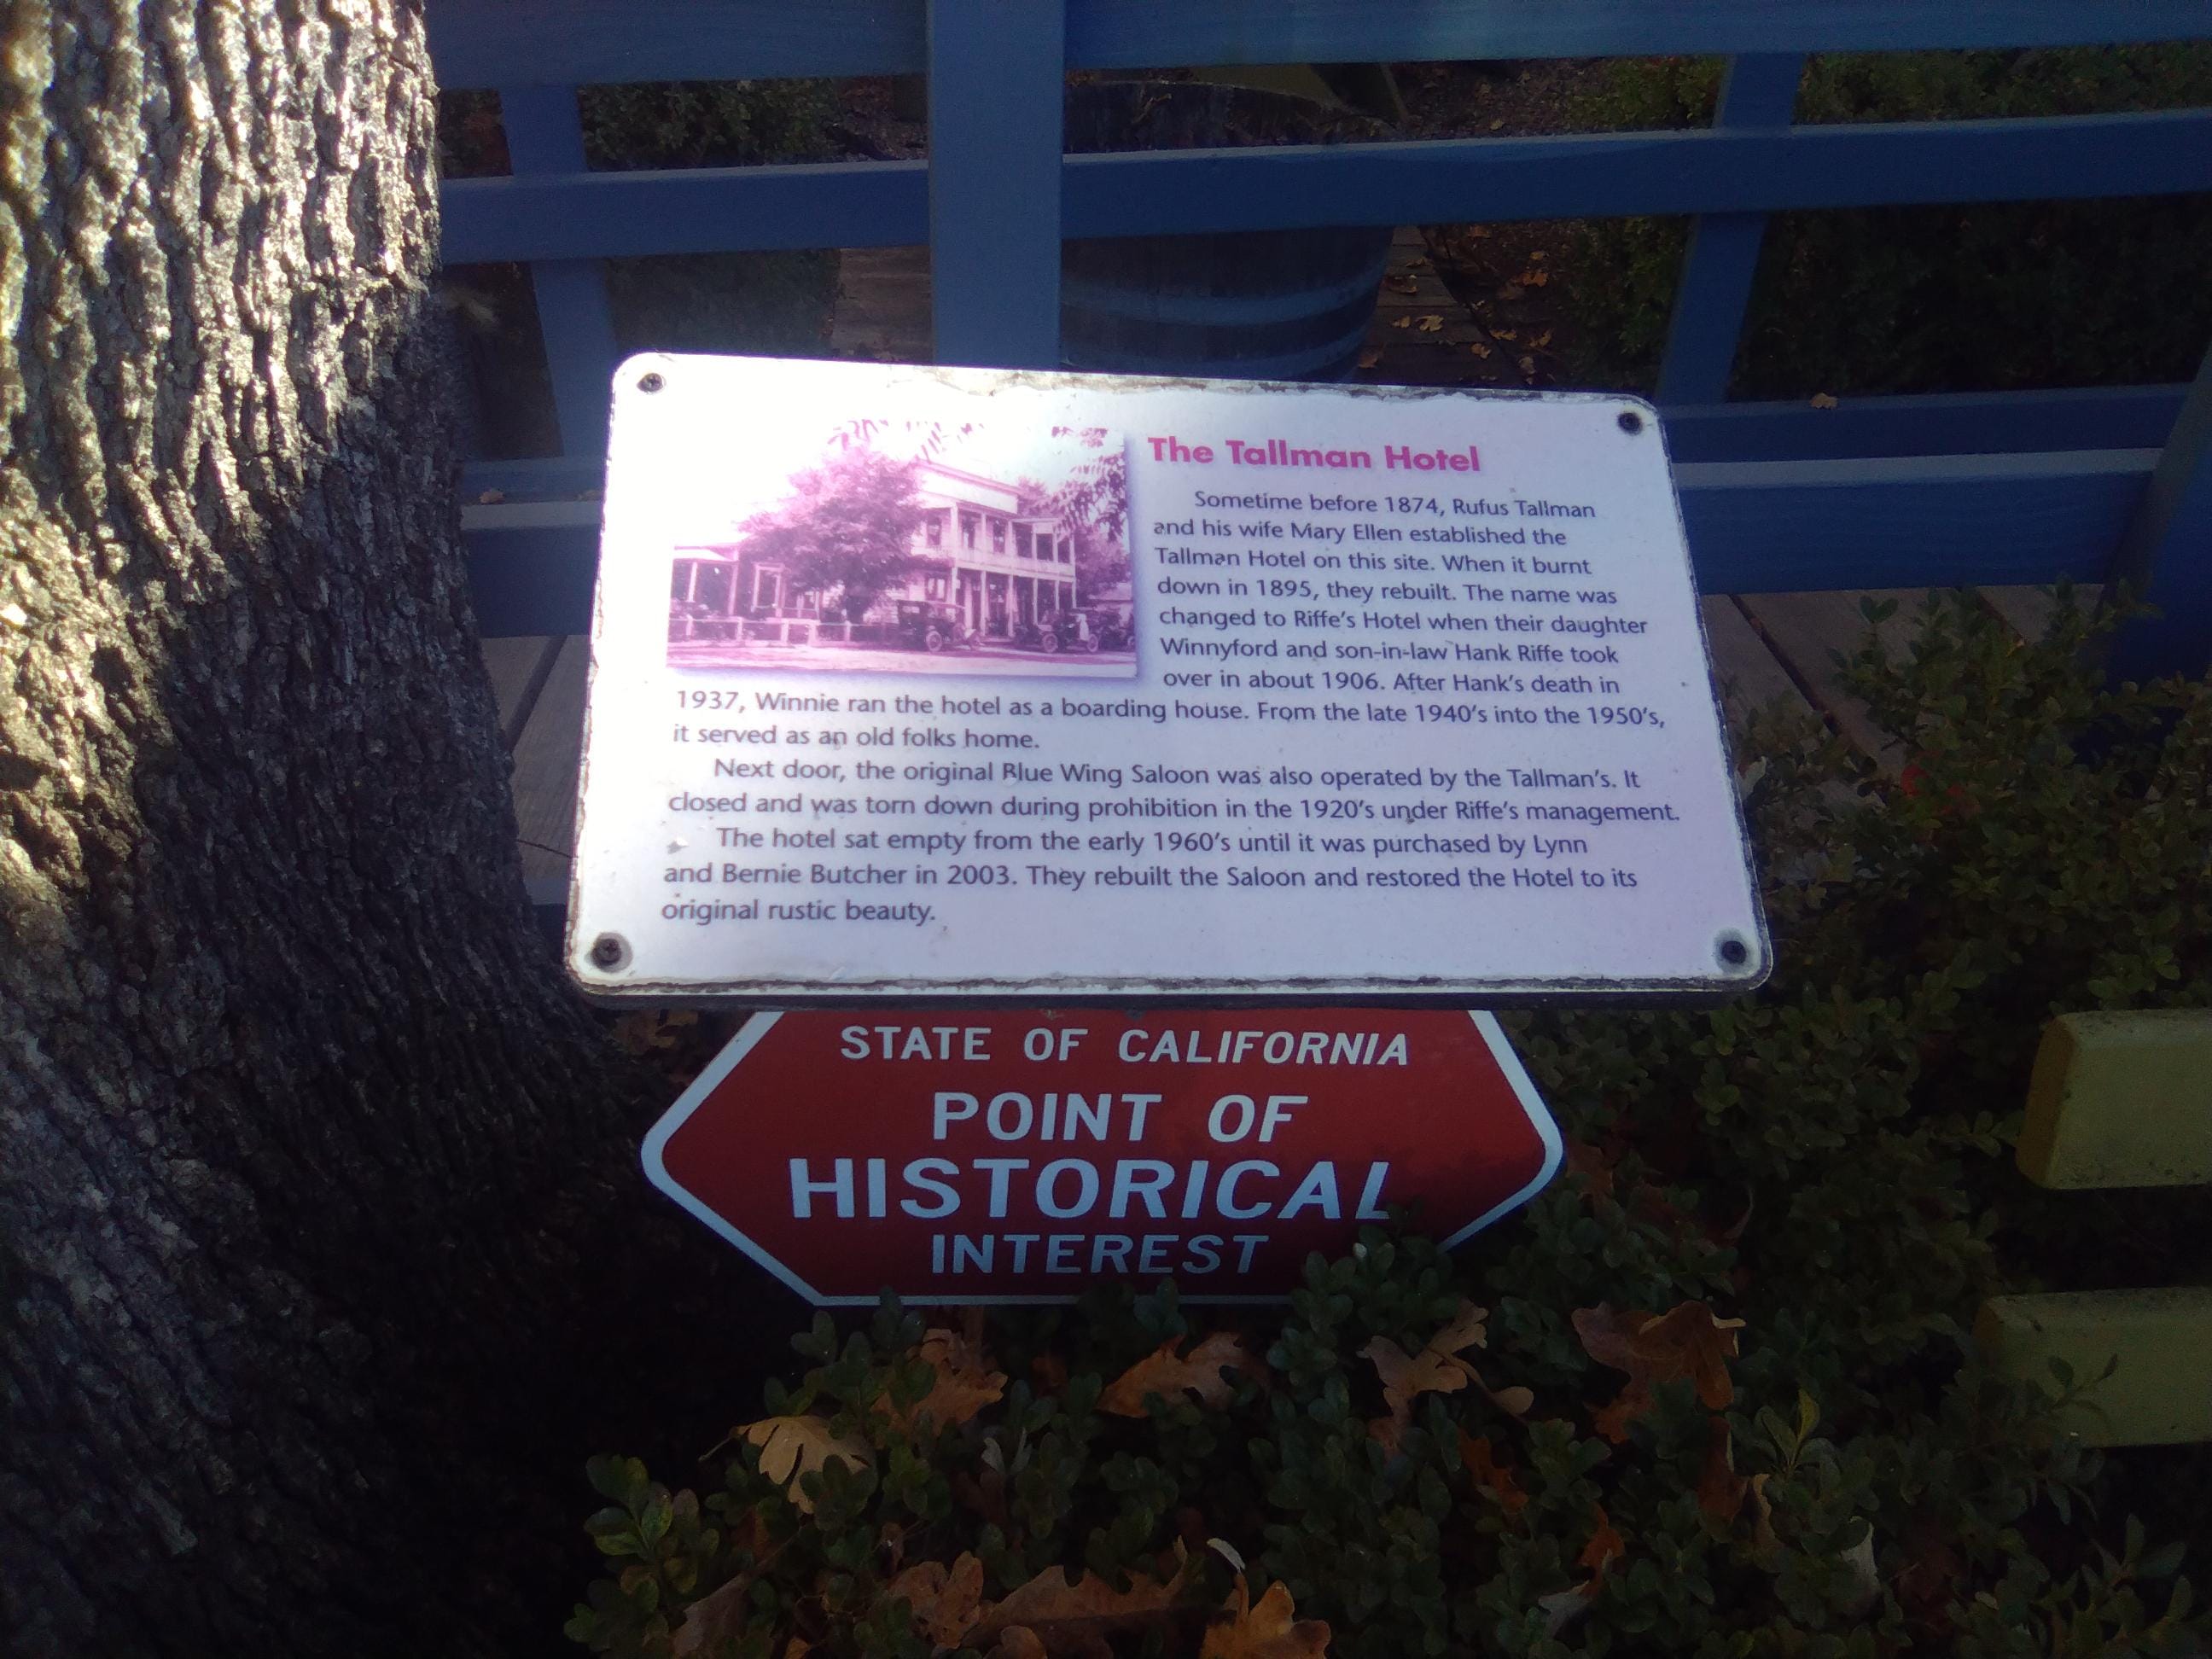 The Tallman Hotel
Sometime before 1874, Rufus Tallman
and his wife Mary Ellen established the
Tallman Hotel on this site. When it burnt
down in 1895, they rebuilt. The name was
changed to Riffe's Hotel when their daughter
Winnyford and son-in-law Hank Riffe took
over in about 1906. After Hank's death in
1937, Winnie ran the hotel as a boarding house. From the late 1940's into the 1950's,
it served as an old folks home.
Next door, the original Blue Wing Saloon was also operated by the Tallman's. It
closed and was torn down during prohibition in the 1920's under Riffe's management.
The hotel sat empty from the early 1960's until it was purchased by Lynn
and Bernie Butcher in 2003. They rebuilt the Saloon and restored the Hotel to its
original rustic beauty.
STATE OF CALIFORNIA
POINT OF
HISTORICAL
INTEREST